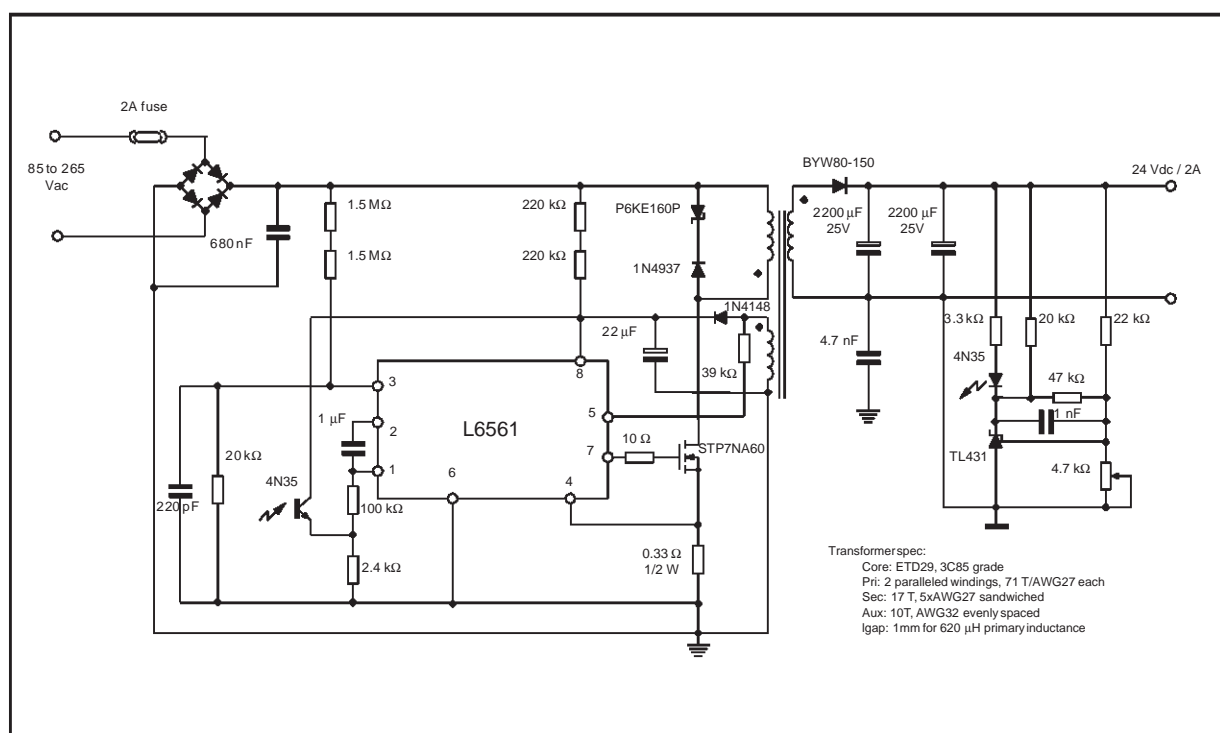 2A fuse
85 to 265
Vac
680 nF
1.5 MΩ
1.5 MΩ
220 kΩ
220 kΩ
P6KE160P
1N4937
1N4148
BYW80-150
2200 µF
25V
2200 µF
25V
24 Vdc / 2A
22 µF
39 kΩ
4.7 nF
3.3 kΩ
20 kΩ
22 kΩ
4N35
47 kΩ
1 nF
TL431
4.7 kΩ
3
2
1
8
5
7
6
4
L6561
1 µF
20 kΩ
220 pF
4N35
100 kΩ
2.4 kΩ
10 Ω
STP7NA60
0.33 Ω
1/2 W
Transformer spec:
Core: ETD29, 3C85 grade
Pri: 2 paralleled windings, 71 T/AWG27 each
Sec: 17 T, 5xAWG27 sandwiched
Aux: 10T, AWG32 evenly spaced
lgap: 1mm for 620 µH primary inductance